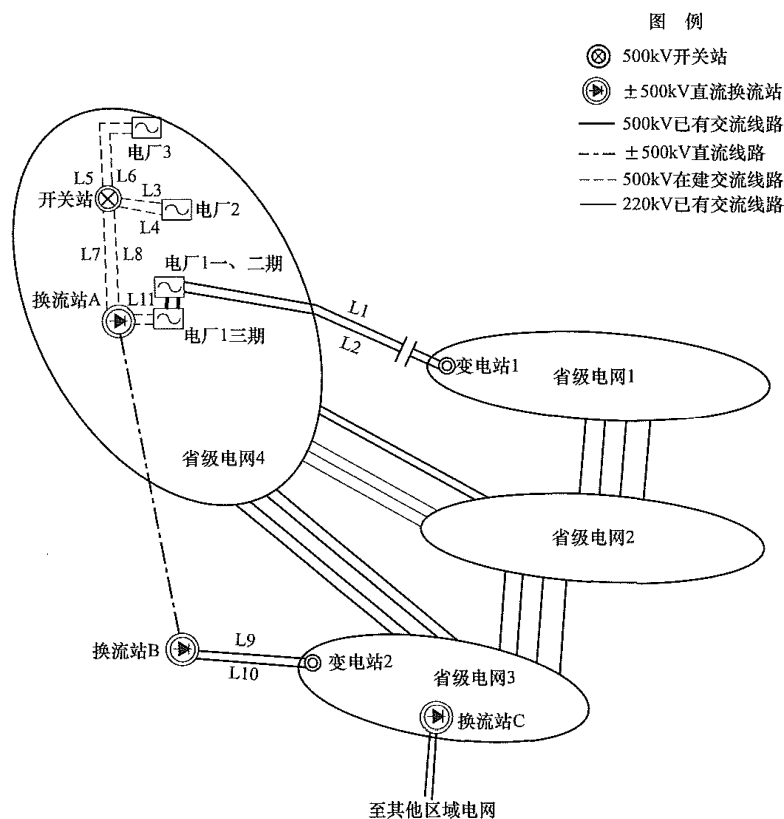 图 例
500kV开关站
±500kV直流换流站
500kV已有交流线路
±500kV直流线路
500kV在建交流线路
220kV已有交流线路
电厂3
L5
L6
L3
开关站
电厂2
L4
L7
L8
电厂1一、二期
换流站A
L11
电厂1三期
L1
L2
变电站1
省级电网1
省级电网4
省级电网2
换流站B
L9
L10
变电站2
省级电网3
换流站C
至其他区域电网